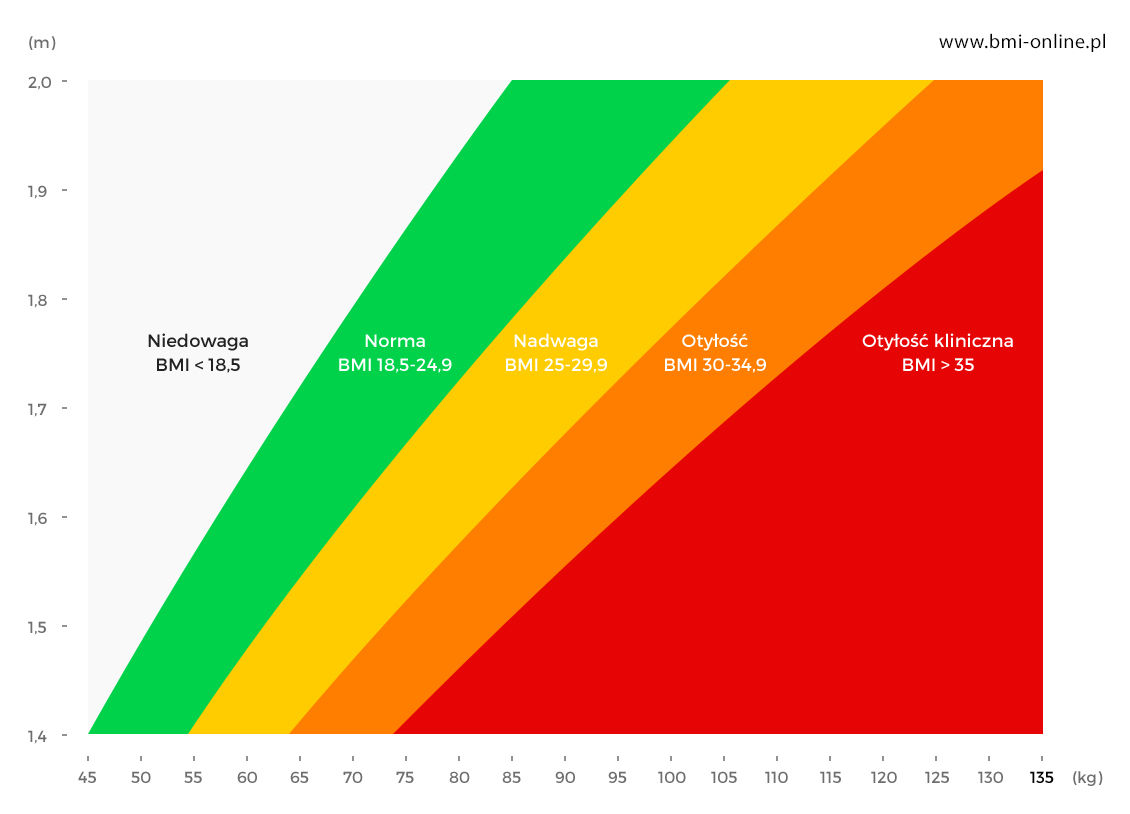 (m)
www.bmi-online.pl
2,0
1,9
1,8
1,7
1,6
1,5
1,4
Niedowaga
BMI < 18,5
Norma
BMI 18,5-24,9
Nadwaga
BMI 25-29,9
Otyłość
BMI 30-34,9
Otyłość kliniczna
BMI > 35
45 50 55 60 65 70 75 80 85 90 95 100 105 110 115 120 125 130 135 (kg)